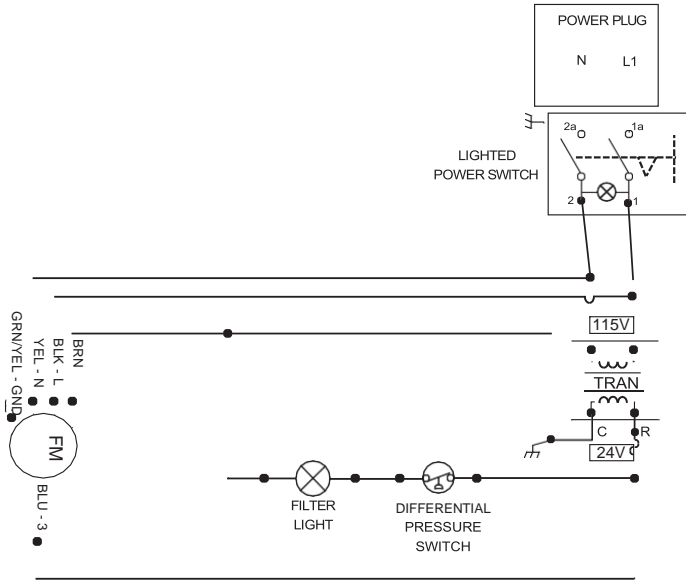 POWER PLUG
N L1
2a 1a
LIGHTED
POWER SWITCH
2 1
115V
TRAN
C R
24V
GRN/YEL - GND
YEL - N
BLK - L
BRN
FM
BLU - 3
FILTER
LIGHT
DIFFERENTIAL
PRESSURE
SWITCH